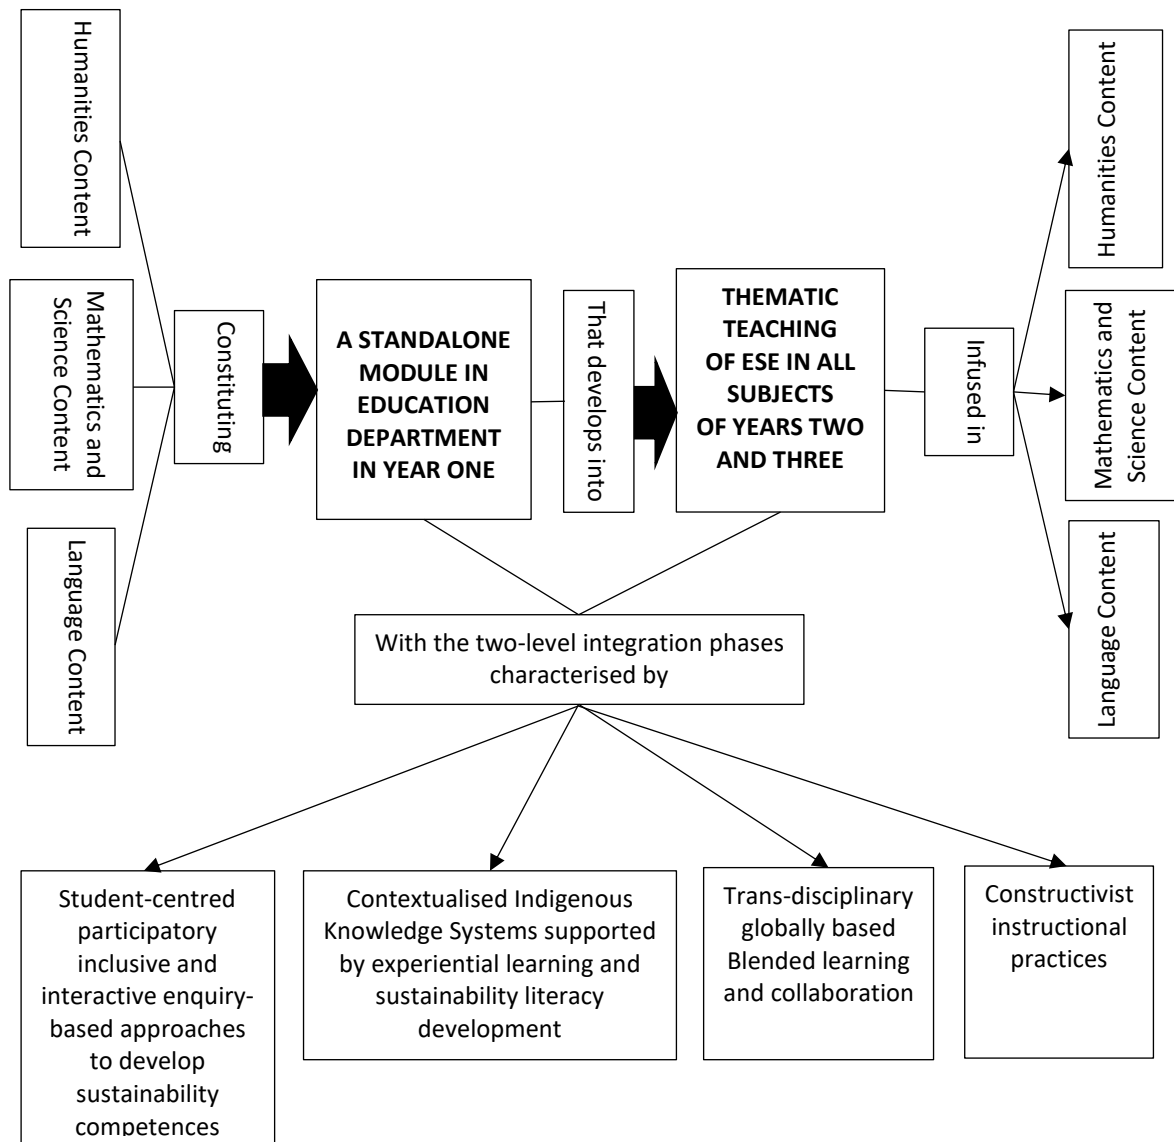 Humanities Content
Mathematics and
Science Content
Language Content
Constituting
A STANDALONE
MODULE IN
EDUCATION
DEPARTMENT
IN YEAR ONE
That develops into
THEMATIC
TEACHING
OF ESE IN ALL
SUBJECTS
OF YEARS TWO
AND THREE
Infused in
Humanities Content
Mathematics and
Science Content
Language Content
With the two-level integration phases
characterised by
Student-centred
participatory
inclusive and
interactive enquiry-
based approaches
to develop
sustainability
competences
Contextualised Indigenous
Knowledge Systems supported
by experiential learning and
sustainability literacy
development
Trans-disciplinary
globally based
Blended learning
and collaboration
Constructivist
instructional
practices